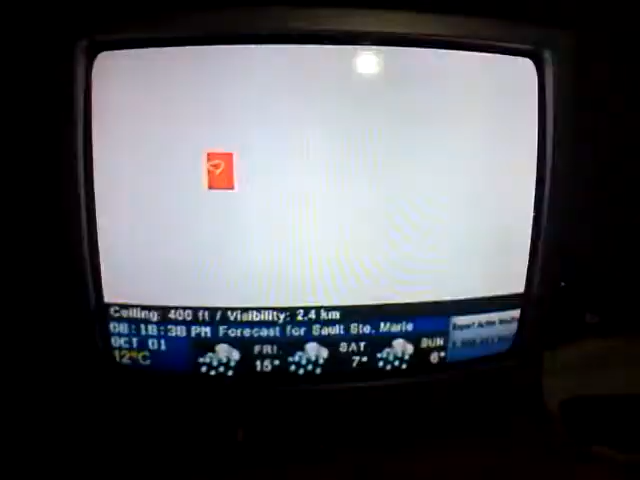 Ceiling: 400 ft / Visibility: 2.4 km
08:18:38 PM Forecast for Sault Ste. Marie
OCT 01
12°C
FRI 15°
SAT 7°
SUN 6°